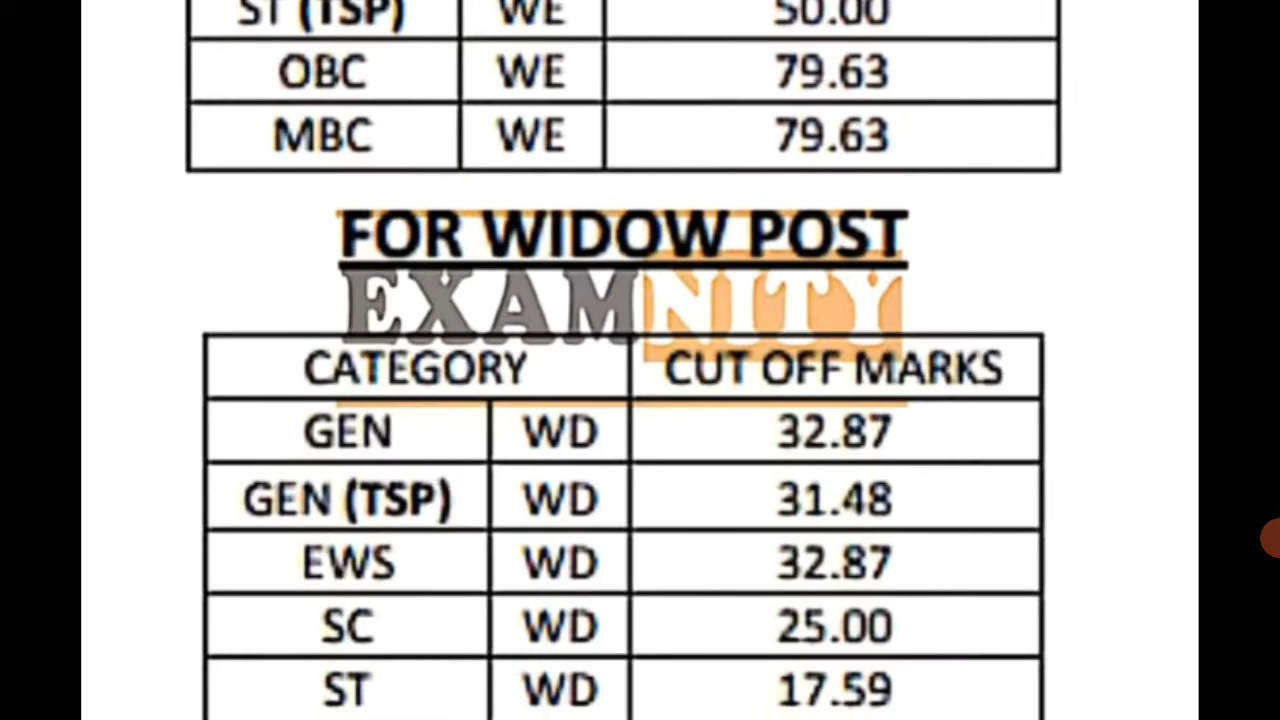 ST (TSP) WE 50.00
OBC WE 79.63
MBC WE 79.63
FOR WIDOW POST
EXAMNITY
CATEGORY CUT OFF MARKS
GEN WD 32.87
GEN (TSP) WD 31.48
EWS WD 32.87
SC WD 25.00
ST WD 17.59